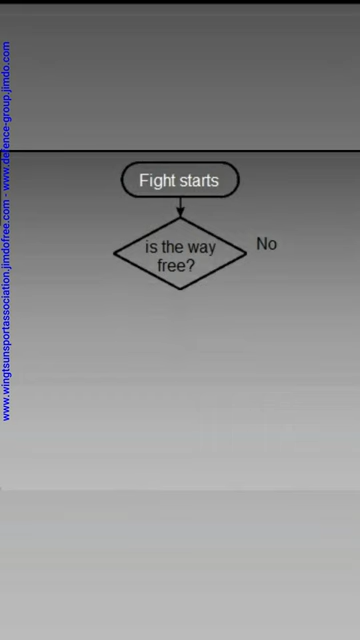 Fight starts
is the way
free?
No
www.wingtsunsportassociation.jimdofree.com - www.defence-group.jimdo.com